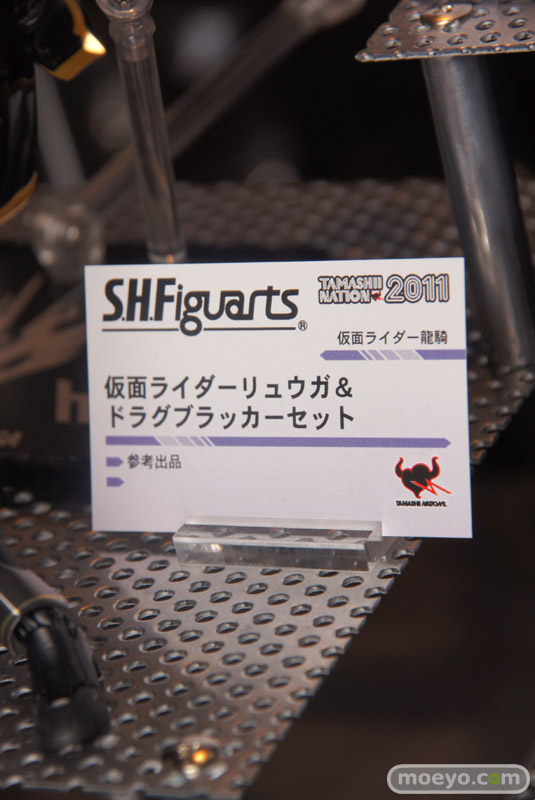 S.H.Figuarts®
TAMASHII NATION 2011
仮面ライダー龍騎
仮面ライダーリュウガ&
ドラグブラッカーセット
参考出品
TAMASHII NATIONS
moeyo.com